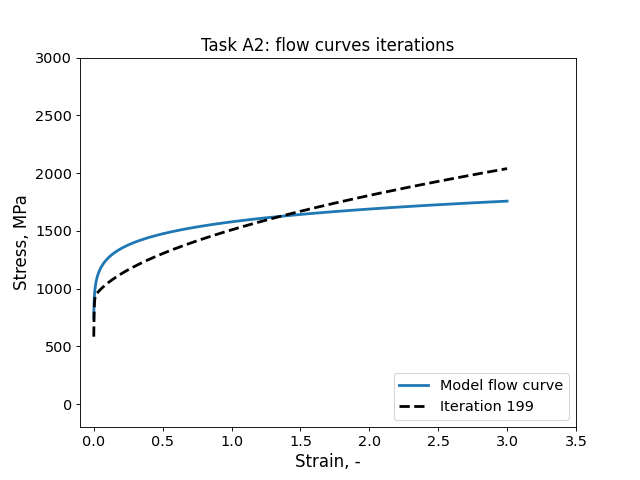 Task A2: flow curves iterations
3000
2500
2000
1500
1000
500
0
Stress, MPa
0.0 0.5 1.0 1.5 2.0 2.5 3.0 3.5
Strain, -
Model flow curve
Iteration 199